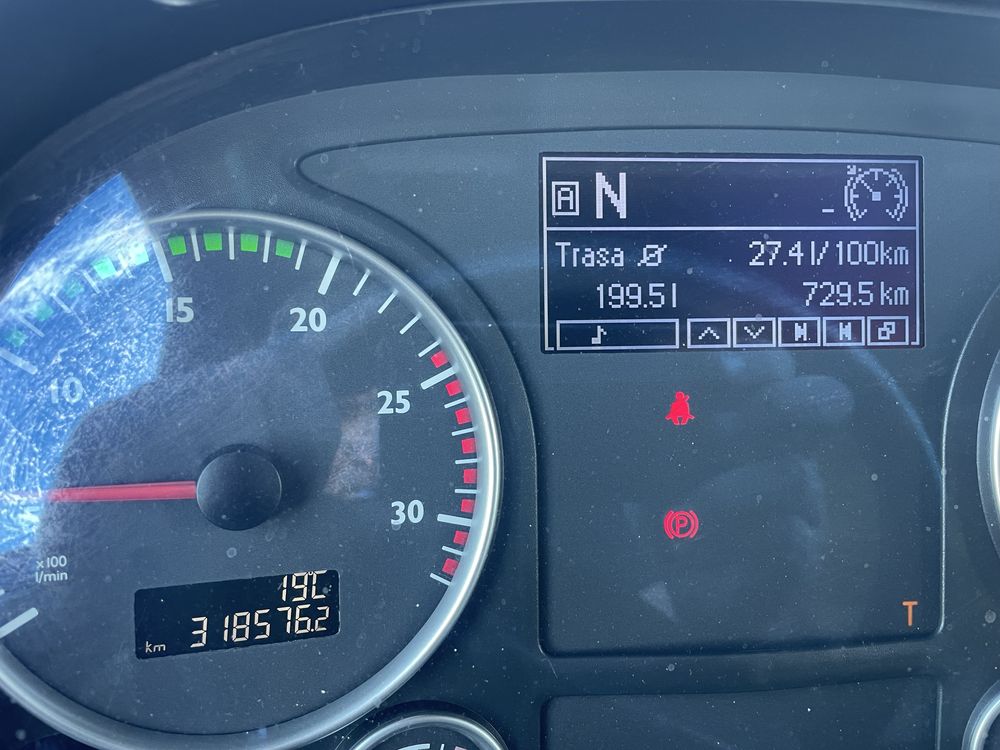 A N
Trasa ⌀ 27.4 l/100km
199.5 l 729.5 km
15
20
10
25
30
x100
l/min
19C
km 318576.2
P
T